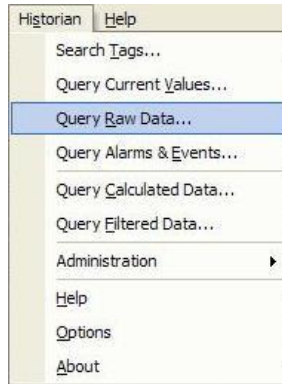 Historian Help
Search Tags...
Query Current Values...
Query Raw Data...
Query Alarms & Events...
Query Calculated Data...
Query Filtered Data...
Administration
Help
Options
About